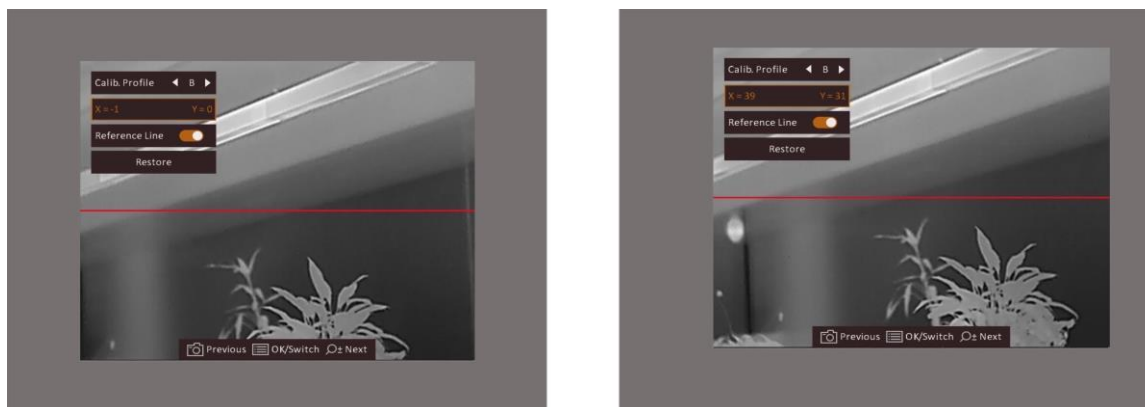 Calib. Profile B
X = -1 Y = 0
Reference Line
Restore
Previous OK/Switch ± Next
Calib. Profile B
X = 39 Y = 31
Reference Line
Restore
Previous OK/Switch ± Next